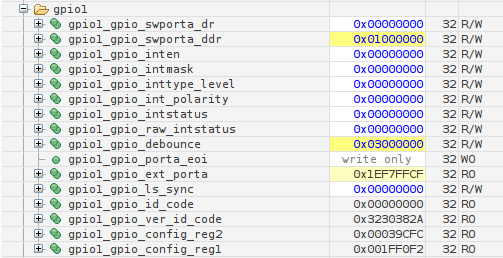 gpio1
gpio1_gpio_swporta_dr 0x00000000 32 R/W
gpio1_gpio_swporta_ddr 0x01000000 32 R/W
gpio1_gpio_inten 0x00000000 32 R/W
gpio1_gpio_intmask 0x00000000 32 R/W
gpio1_gpio_inttype_level 0x00000000 32 R/W
gpio1_gpio_int_polarity 0x00000000 32 R/W
gpio1_gpio_intstatus 0x00000000 32 R/W
gpio1_gpio_raw_intstatus 0x00000000 32 R/W
gpio1_gpio_debounce 0x03000000 32 R/W
gpio1_gpio_porta_eoi write only 32 WO
gpio1_gpio_ext_porta 0x1EF7FFCF 32 RO
gpio1_gpio_ls_sync 0x00000000 32 R/W
gpio1_gpio_id_code 0x00000000 32 RO
gpio1_gpio_ver_id_code 0x3230382A 32 RO
gpio1_gpio_config_reg2 0x00039CFC 32 RO
gpio1_gpio_config_reg1 0x001FF0F2 32 RO